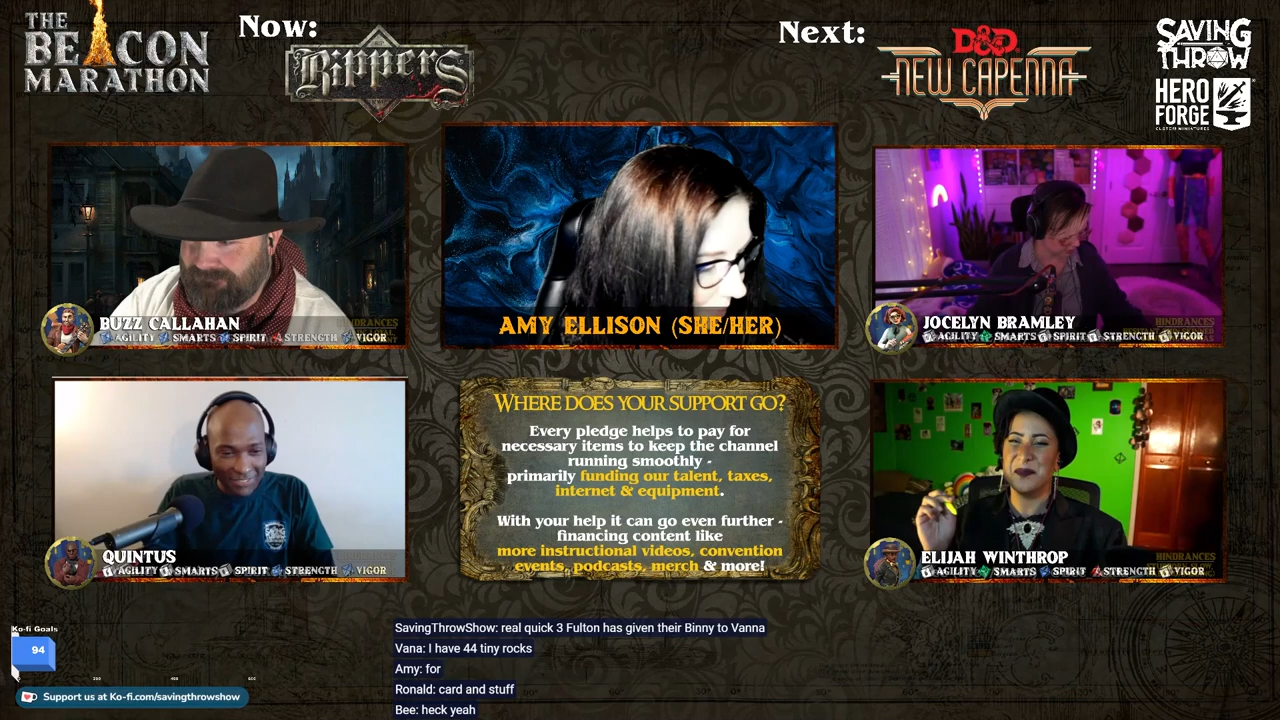 THE BEACON MARATHON
Now:
Rippers
Next:
D&D
NEW CAPENNA
SAVING THROW
HERO FORGE
CUSTOM MINIATURES
BUZZ CALLAHAN
HINDRANCES
AGILITY SMARTS SPIRIT STRENGTH VIGOR
AMY ELLISON (SHE/HER)
JOCELYN BRAMLEY
HINDRANCES
AGILITY SMARTS SPIRIT STRENGTH VIGOR
QUINTUS
HINDRANCES
AGILITY SMARTS SPIRIT STRENGTH VIGOR
WHERE DOES YOUR SUPPORT GO?
Every pledge helps to pay for
necessary items to keep the channel
running smoothly -
primarily funding our talent, taxes,
internet & equipment.
With your help it can go even further -
financing content like
more instructional videos, convention
events, podcasts, merch & more!
ELIJAH WINTHROP
HINDRANCES
AGILITY SMARTS SPIRIT STRENGTH VIGOR
Ko-fi Goals
94
Support us at Ko-fi.com/savingthrowshow
SavingThrowShow: real quick 3 Fulton has given their Binny to Vanna
Vana: I have 44 tiny rocks
Amy: for
Ronald: card and stuff
Bee: heck yeah